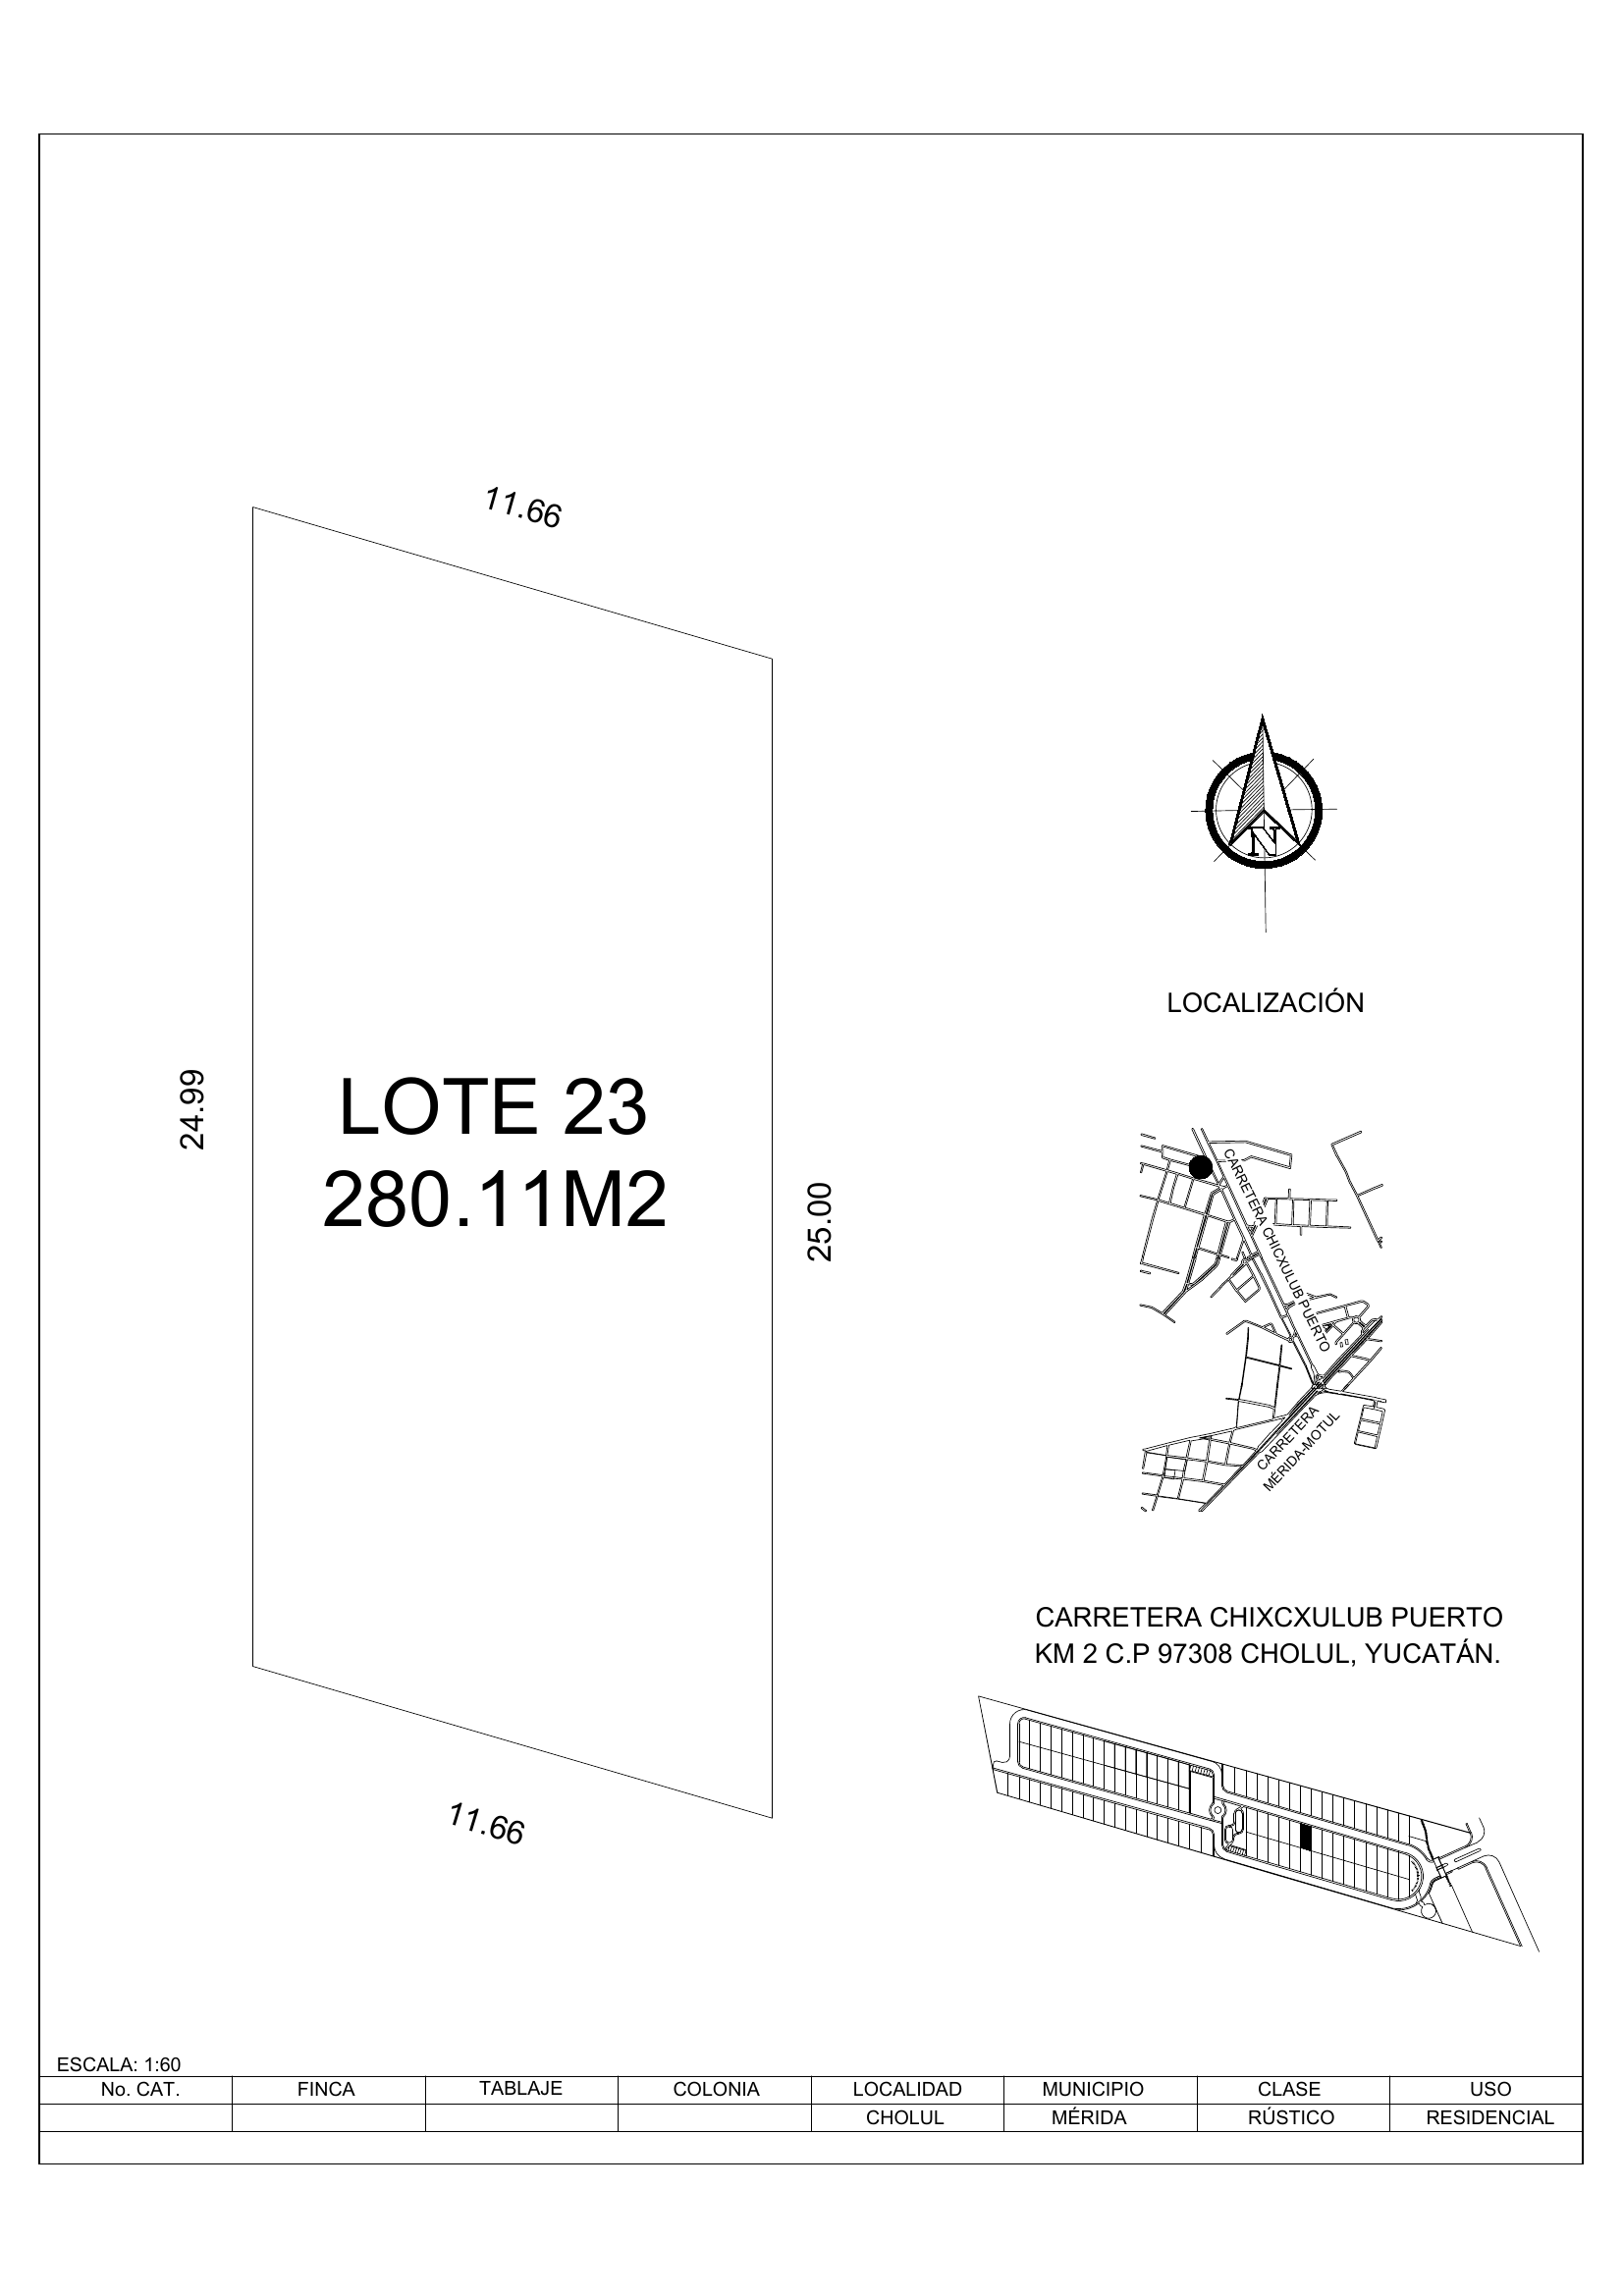 11.66
24.99
LOTE 23
280.11M2
25.00
11.66
N
LOCALIZACIÓN
CARRETERA CHICXULUB PUERTO
CARRETERA
MÉRIDA-MOTUL
CARRETERA CHIXCXULUB PUERTO
KM 2 C.P 97308 CHOLUL, YUCATÁN.
ESCALA: 1:60
No. CAT. FINCA TABLAJE COLONIA LOCALIDAD MUNICIPIO CLASE USO
CHOLUL MÉRIDA RÚSTICO RESIDENCIAL